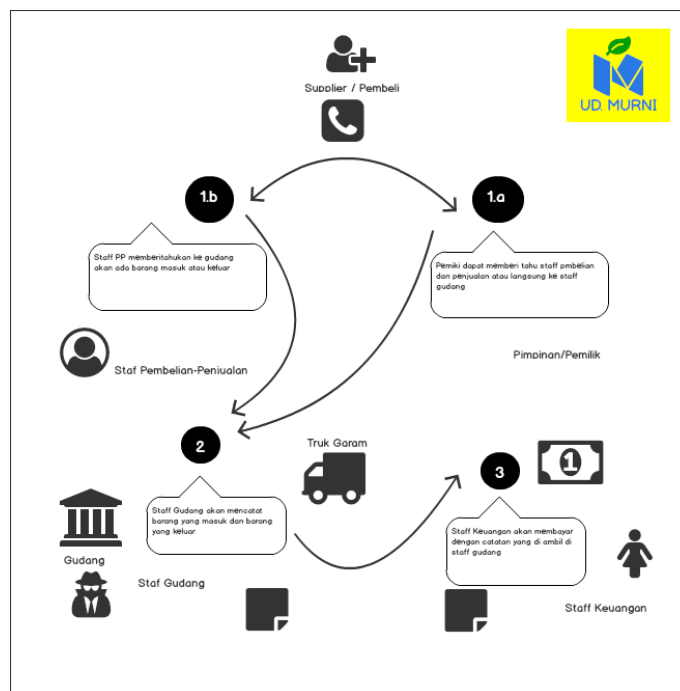 Supplier / Pembeli
UD. MURNI
1.b
1.a
Staff PP memberitahukan ke gudang
akan ada barang masuk atau keluar
Pemiki dapat memberi tahu staff pmbelian
dan penjualan atau langsung ke staff
gudang
Staf Pembelian-Penjualan
Pimpinan/Pemilik
2
Truk Garam
3
1
Staff Gudang akan mencatat
barang yang masuk dan barang
yang keluar
Staff Keuangan akan membayar
dengan catatan yang di ambil di
staff gudang
Gudang
Staf Gudang
Staff Keuangan